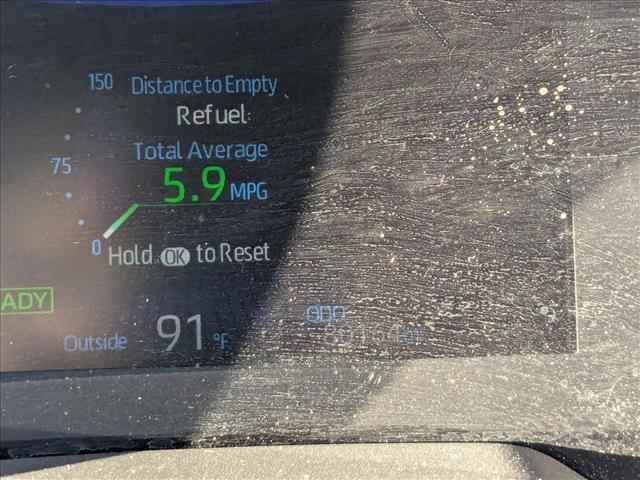 150 Distance to Empty
Refuel
Total Average
75
5.9 MPG
0
Hold OK to Reset
ADY
Outside 91 °F
ODO